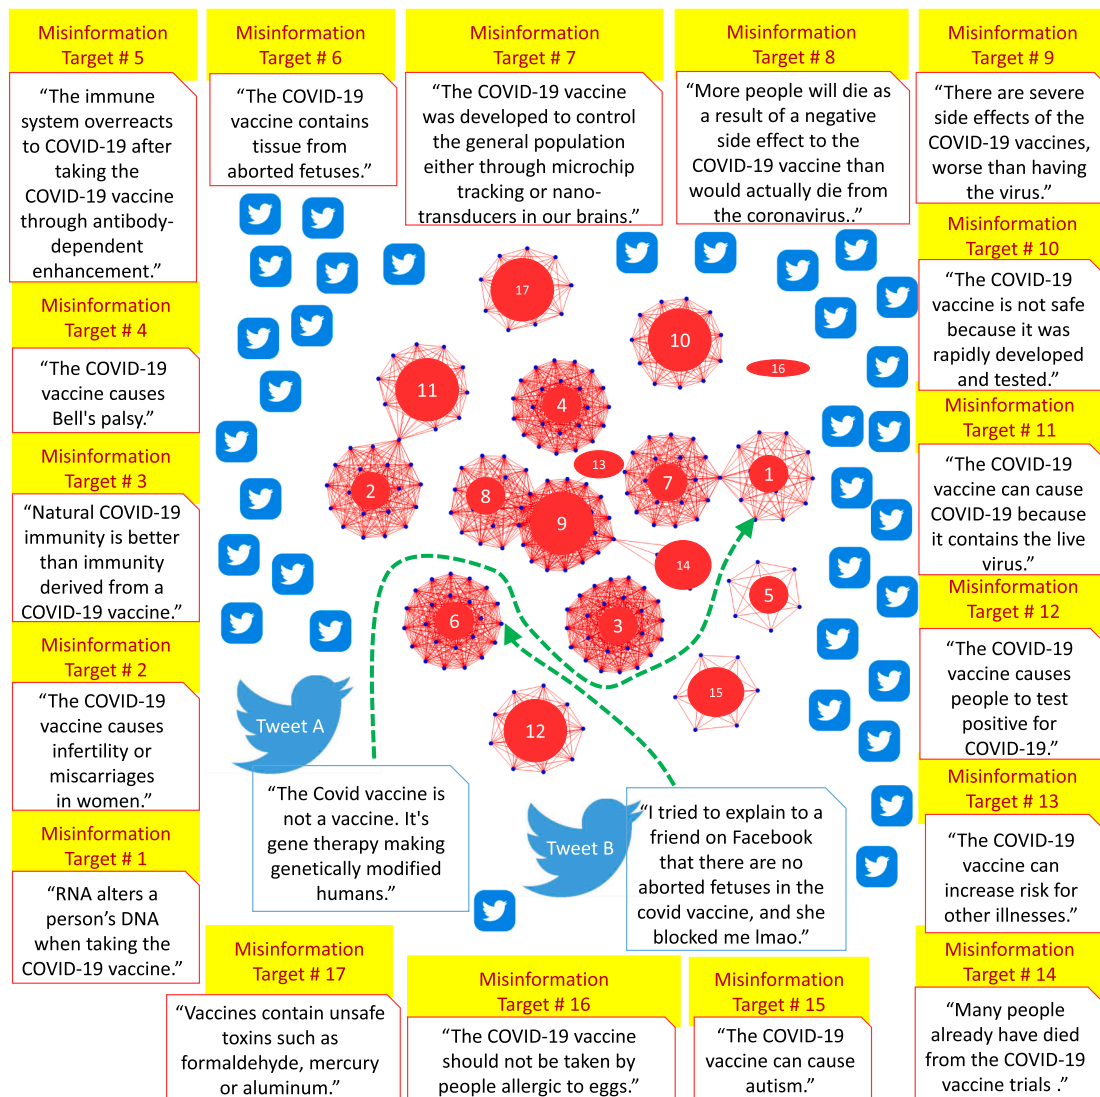 Misinformation
Target # 5
“The immune
system overreacts
to COVID-19 after
taking the
COVID-19 vaccine
through antibody-
dependent
enhancement.”
Misinformation
Target # 6
“The COVID-19
vaccine contains
tissue from
aborted fetuses.”
Misinformation
Target # 7
“The COVID-19 vaccine
was developed to control
the general population
either through microchip
tracking or nano-
transducers in our brains.”
Misinformation
Target # 8
“More people will die as
a result of a negative
side effect to the
COVID-19 vaccine than
would actually die from
the coronavirus..”
Misinformation
Target # 9
“There are severe
side effects of the
COVID-19 vaccines,
worse than having
the virus.”
Misinformation
Target # 10
“The COVID-19
vaccine is not safe
because it was
rapidly developed
and tested.”
Misinformation
Target # 4
“The COVID-19
vaccine causes
Bell's palsy.”
Misinformation
Target # 11
“The COVID-19
vaccine can cause
COVID-19 because
it contains the live
virus.”
Misinformation
Target # 3
“Natural COVID-19
immunity is better
than immunity
derived from a
COVID-19 vaccine.”
Misinformation
Target # 12
“The COVID-19
vaccine causes
people to test
positive for
COVID-19.”
Misinformation
Target # 2
“The COVID-19
vaccine causes
infertility or
miscarriages
in women.”
Misinformation
Target # 13
“The COVID-19
vaccine can
increase risk for
other illnesses.”
Misinformation
Target # 1
“RNA alters a
person’s DNA
when taking the
COVID-19 vaccine.”
17
10
16
11
4
13
2
8
7
1
9
14
6
3
5
15
12
Tweet A
“The Covid vaccine is
not a vaccine. It's
gene therapy making
genetically modified
humans.”
Tweet B
“I tried to explain to a
friend on Facebook
that there are no
aborted fetuses in the
covid vaccine, and she
blocked me lmao.”
Misinformation
Target # 17
“Vaccines contain unsafe
toxins such as
formaldehyde, mercury
or aluminum.”
Misinformation
Target # 16
“The COVID-19 vaccine
should not be taken by
people allergic to eggs.”
Misinformation
Target # 15
“The COVID-19
vaccine can cause
autism.”
Misinformation
Target # 14
“Many people
already have died
from the COVID-19
vaccine trials .”